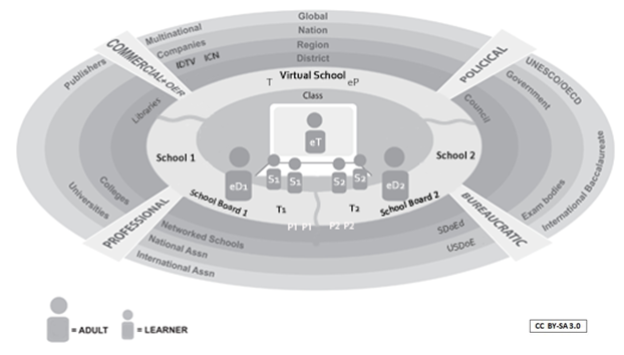 Global
Nation
Region
District
Multinational
Companies
IDTV ICN
Publishers
COMMERCIAL+OER
Libraries
POLICICAL
UNESCO/OECD
Government
Council
International Baccalaureate
Virtual School
T eP
Class
eT
School 1
School 2
eD1
S1
S1
S2
S2
eD2
School Board 1
T1
T2
School Board 2
PT PT
P2 P2
Colleges
Universities
PROFESSIONAL
Networked Schools
National Assn
International Assn
SDoEd
USDoE
BUREAUCRATIC
Exam bodies
= ADULT
= LEARNER
CC BY-SA 3.0